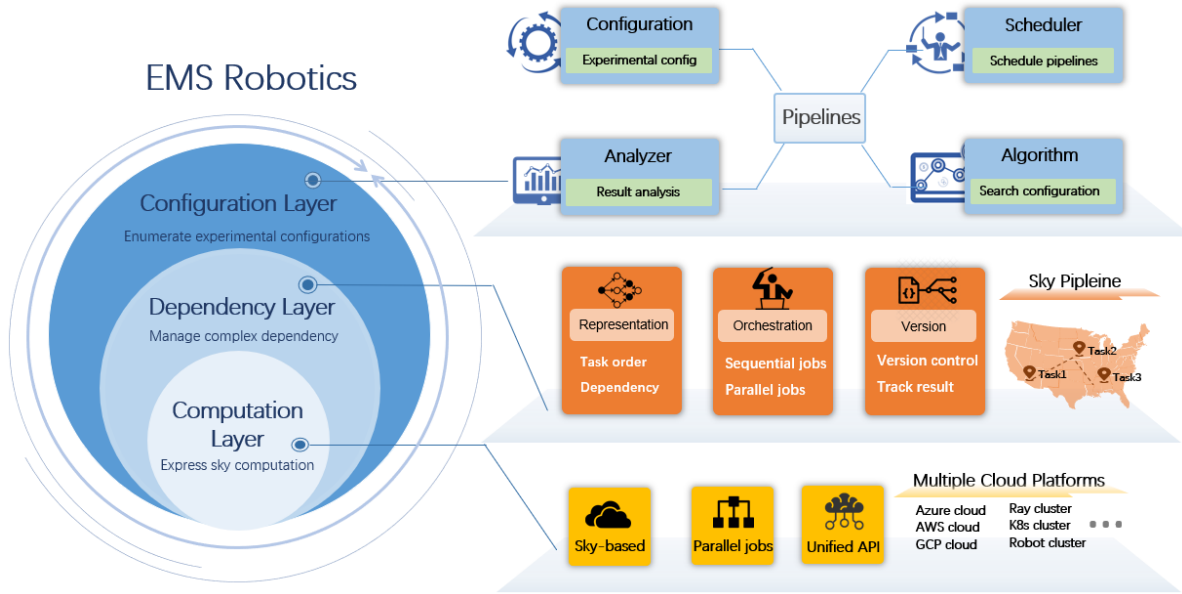 EMS Robotics
Configuration Layer
Enumerate experimental configurations
Dependency Layer
Manage complex dependency
Computation
Layer
Express sky computation
Configuration
Experimental config
Scheduler
Schedule pipelines
Pipelines
Analyzer
Result analysis
Algorithm
Search configuration
Representation
Task order
Dependency
Orchestration
Sequential jobs
Parallel jobs
{}
Version
Version control
Track result
Sky Pipleine
Task2
Task1
Task3
Sky-based
Parallel jobs
Unified API
Multiple Cloud Platforms
Azure cloud
AWS cloud
GCP cloud
Ray cluster
K8s cluster
Robot cluster